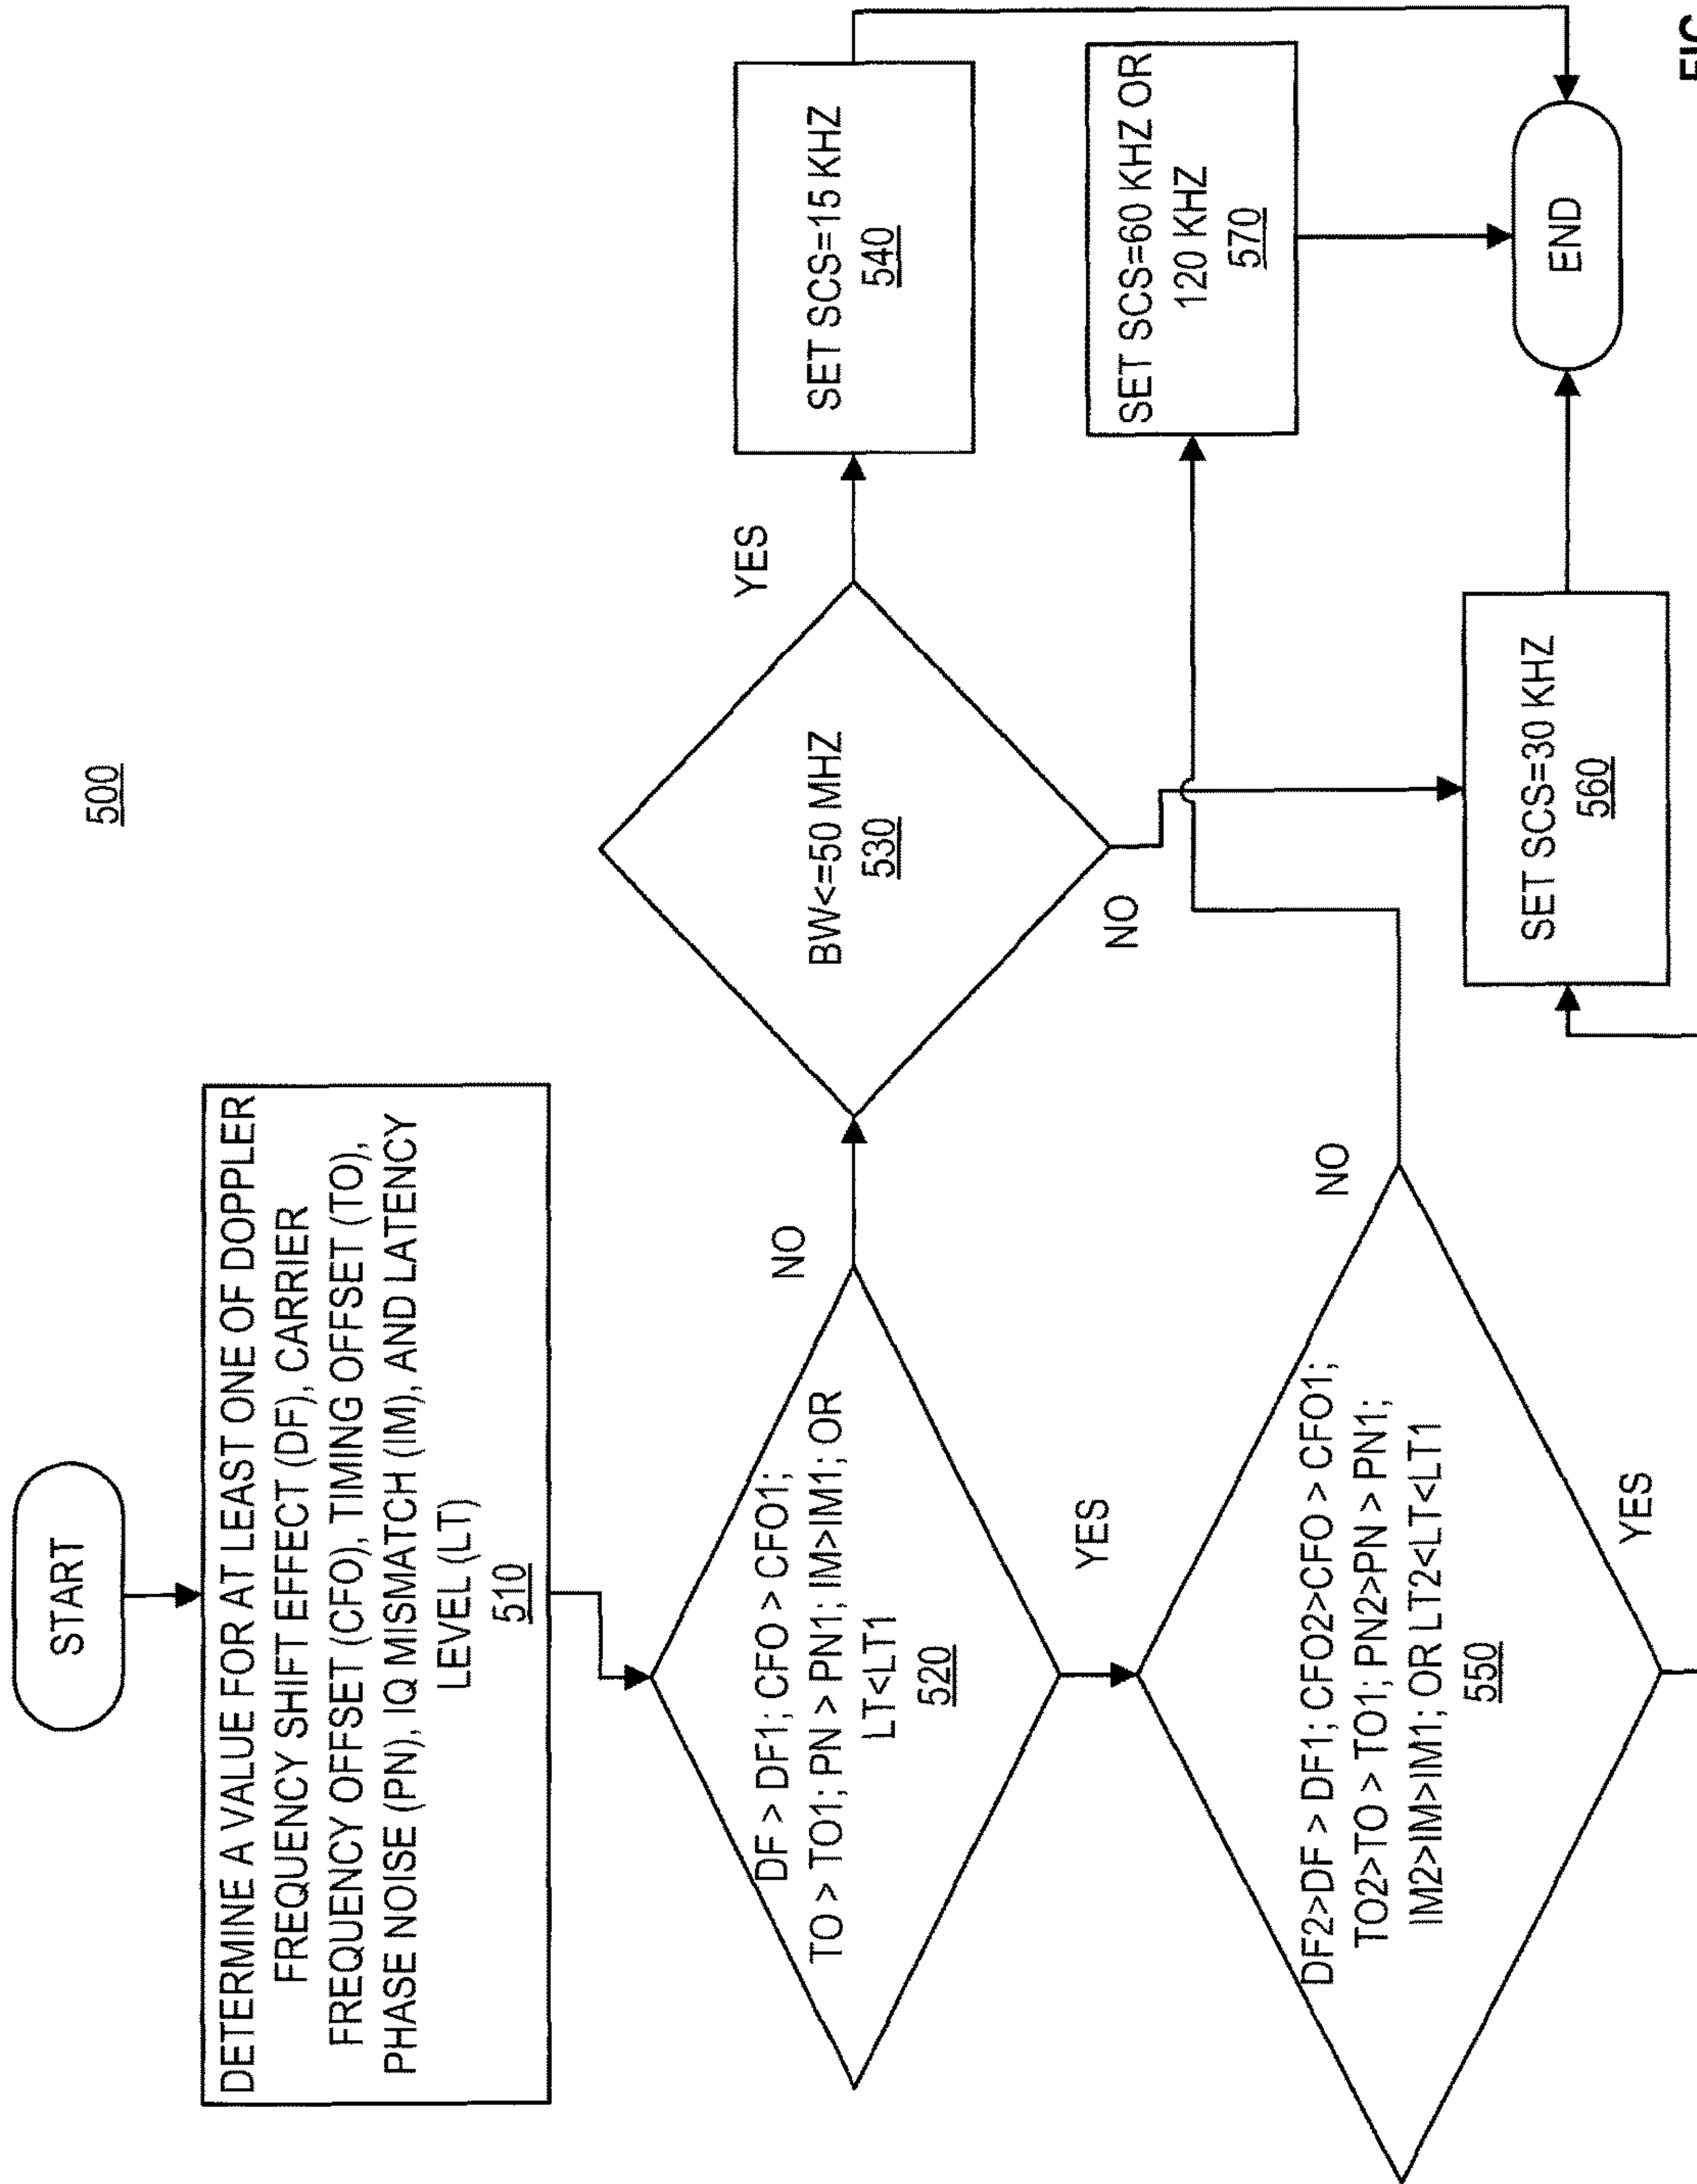 500
START
DETERMINE A VALUE FOR AT LEAST ONE OF DOPPLER
FREQUENCY SHIFT EFFECT (DF), CARRIER
FREQUENCY OFFSET (CFO), TIMING OFFSET (TO),
PHASE NOISE (PN), IQ MISMATCH (IM), AND LATENCY
LEVEL (LT)
510
DF > DF1; CFO > CFO1;
TO > TO1; PN > PN1; IM>IM1; OR
LT<LT1
520
NO
YES
BW<=50 MHZ
530
YES
NO
SET SCS=15 KHZ
540
DF2>DF > DF1; CFO2>CFO > CFO1;
TO2>TO > TO1; PN2>PN > PN1;
IM2>IM>IM1; OR LT2<LT<LT1
550
NO
YES
SET SCS=60 KHZ OR
120 KHZ
570
SET SCS=30 KHZ
560
END